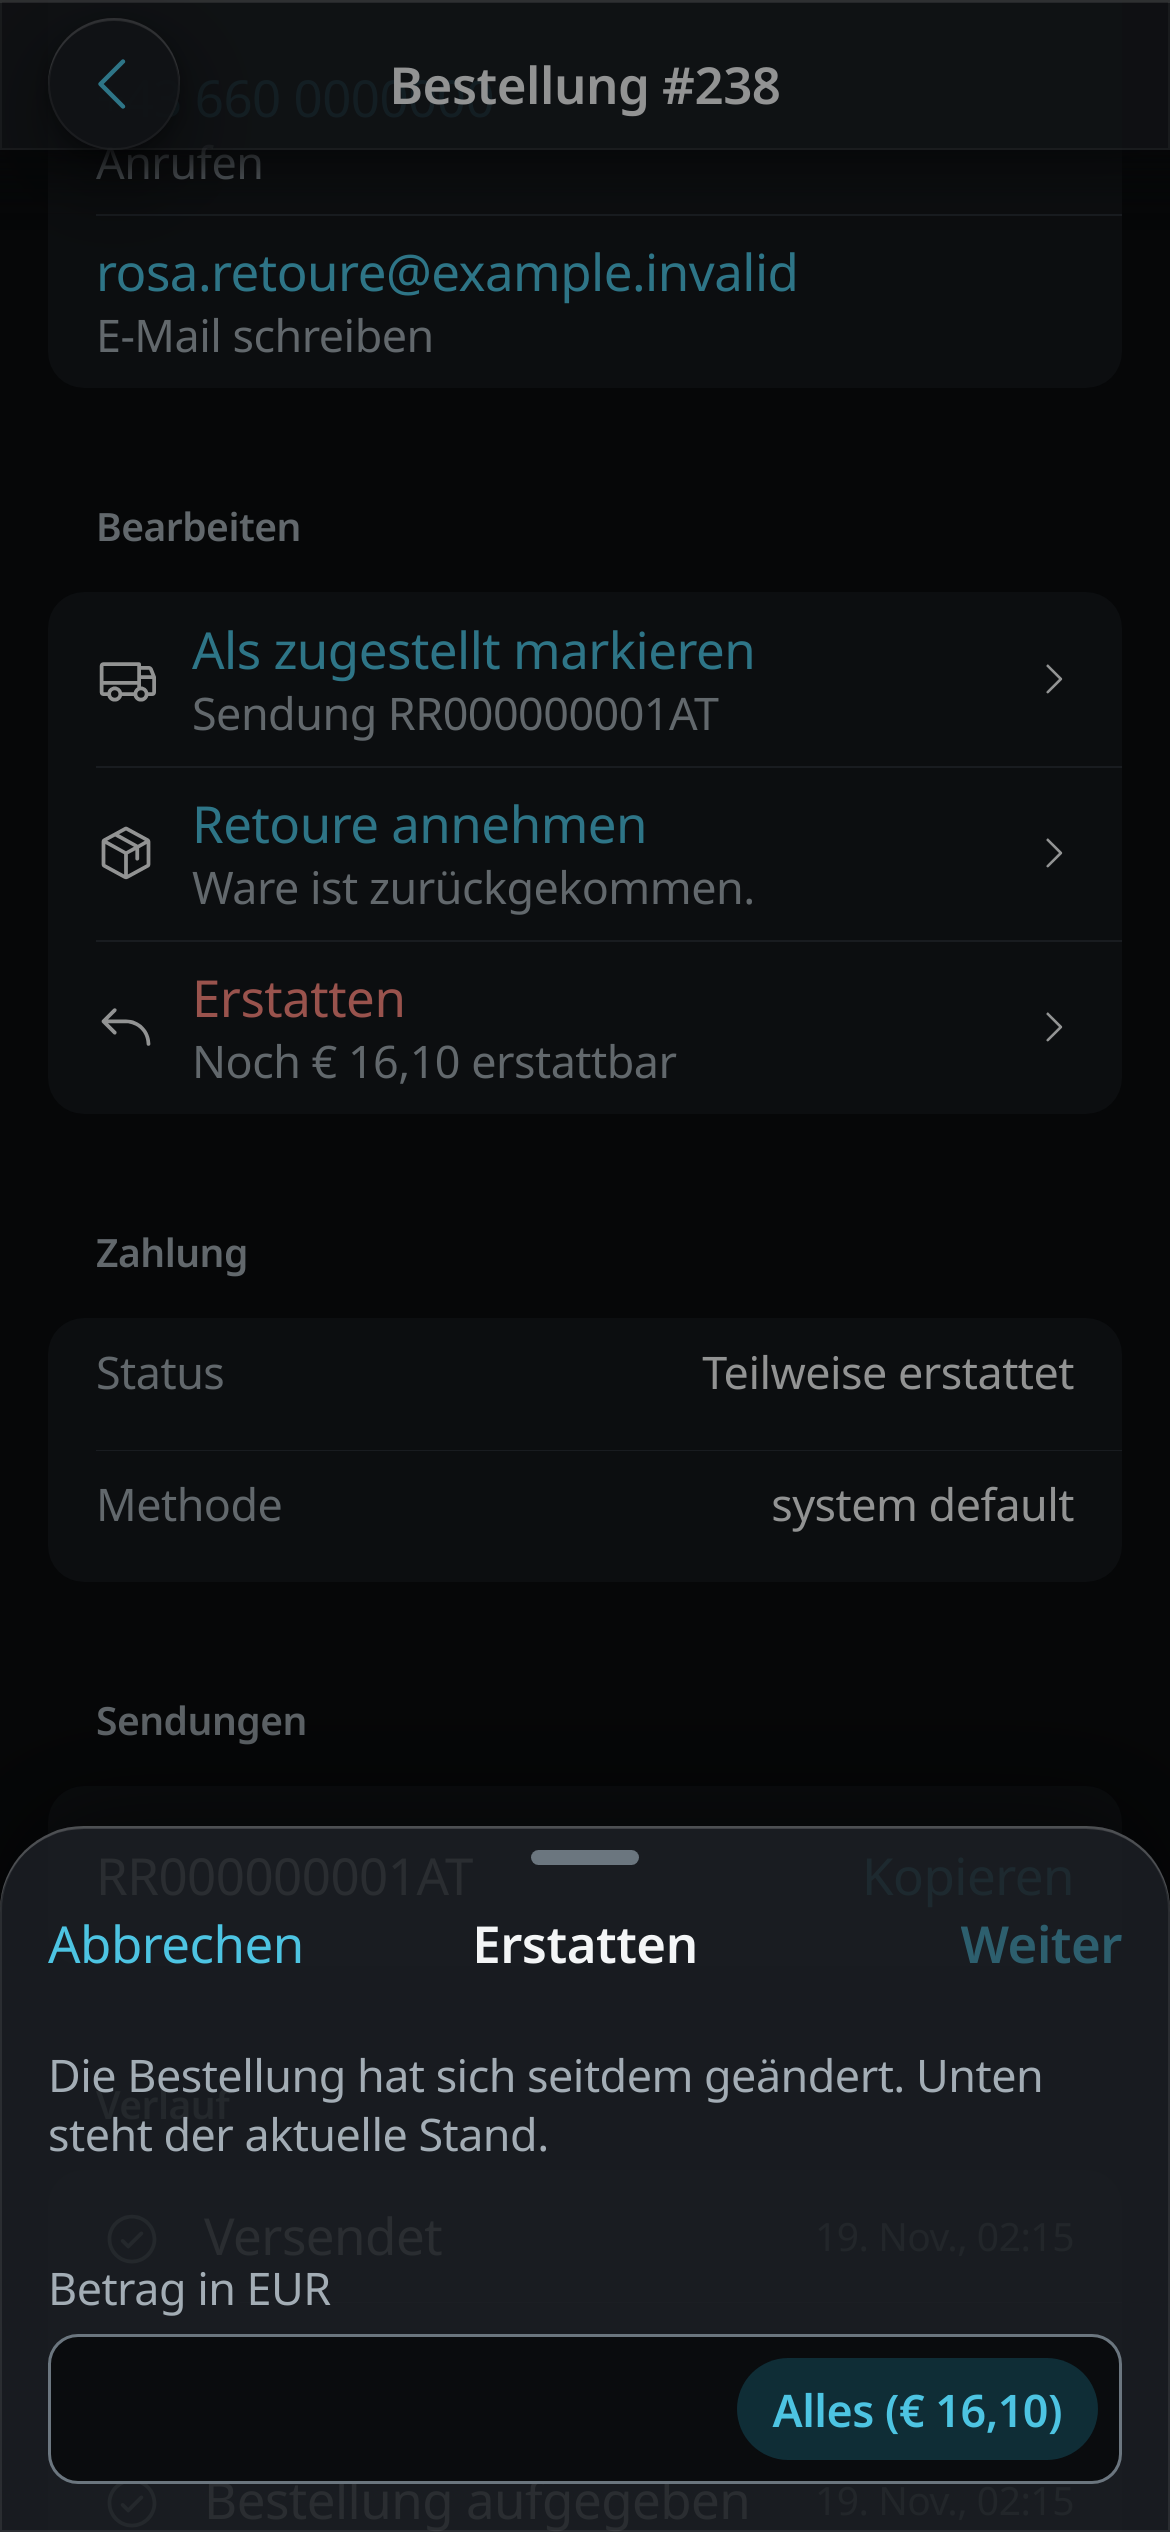 660 0000000
Bestellung #238
Anrufen
rosa.retoure@example.invalid
E-Mail schreiben
Bearbeiten
Als zugestellt markieren
Sendung RR000000001AT
Retoure annehmen
Ware ist zurückgekommen.
Erstatten
Noch € 16,10 erstattbar
Zahlung
Status Teilweise erstattet
Methode system default
Sendungen
RR000000001AT Kopieren
Abbrechen Erstatten Weiter
Die Bestellung hat sich seitdem geändert. Unten
Verlauf
steht der aktuelle Stand.
Versendet 19. Nov., 02:15
Betrag in EUR
Alles (€ 16,10)
Bestellung aufgegeben 19. Nov., 02:15